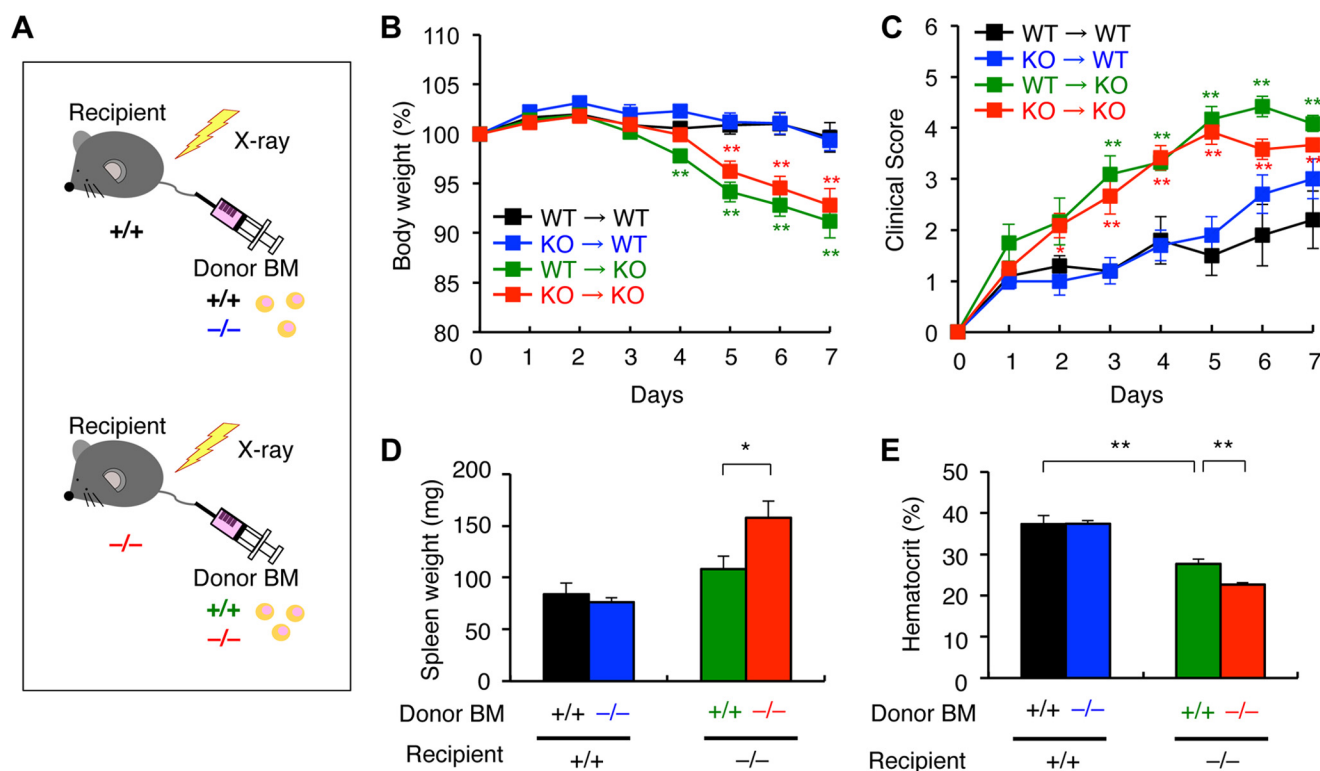 A
Recipient
X-ray
+/+
Donor BM
+/+
−/−
Recipient
X-ray
−/−
Donor BM
+/+
−/−
B
110
105
100
95
90
85
80
Body weight (%)
** ** **
** ** ** **
WT → WT
KO → WT
WT → KO
KO → KO
0 1 2 3 4 5 6 7
Days
C
6
5
4
3
2
1
0
Clinical Score
WT → WT
KO → WT
WT → KO
KO → KO
** ** ** ** **
* ** ** ** ** **
0 1 2 3 4 5 6 7
Days
D
200
150
100
50
0
Spleen weight (mg)
*
Donor BM +/+ −/− +/+ −/−
Recipient +/+ −/−
E
50
40
30
20
10
0
Hematocrit (%)
** **
Donor BM +/+ −/− +/+ −/−
Recipient +/+ −/−